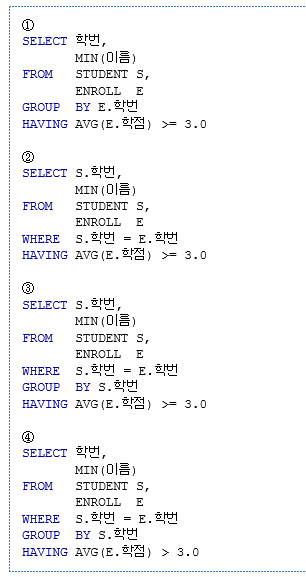 ①
SELECT 학번,
MIN(이름)
FROM STUDENT S,
ENROLL E
GROUP BY E.학번
HAVING AVG(E.학점) >= 3.0
②
SELECT S.학번,
MIN(이름)
FROM STUDENT S,
ENROLL E
WHERE S.학번 = E.학번
HAVING AVG(E.학점) >= 3.0
③
SELECT S.학번,
MIN(이름)
FROM STUDENT S,
ENROLL E
WHERE S.학번 = E.학번
GROUP BY S.학번
HAVING AVG(E.학점) >= 3.0
④
SELECT 학번,
MIN(이름)
FROM STUDENT S,
ENROLL E
WHERE S.학번 = E.학번
GROUP BY S.학번
HAVING AVG(E.학점) > 3.0